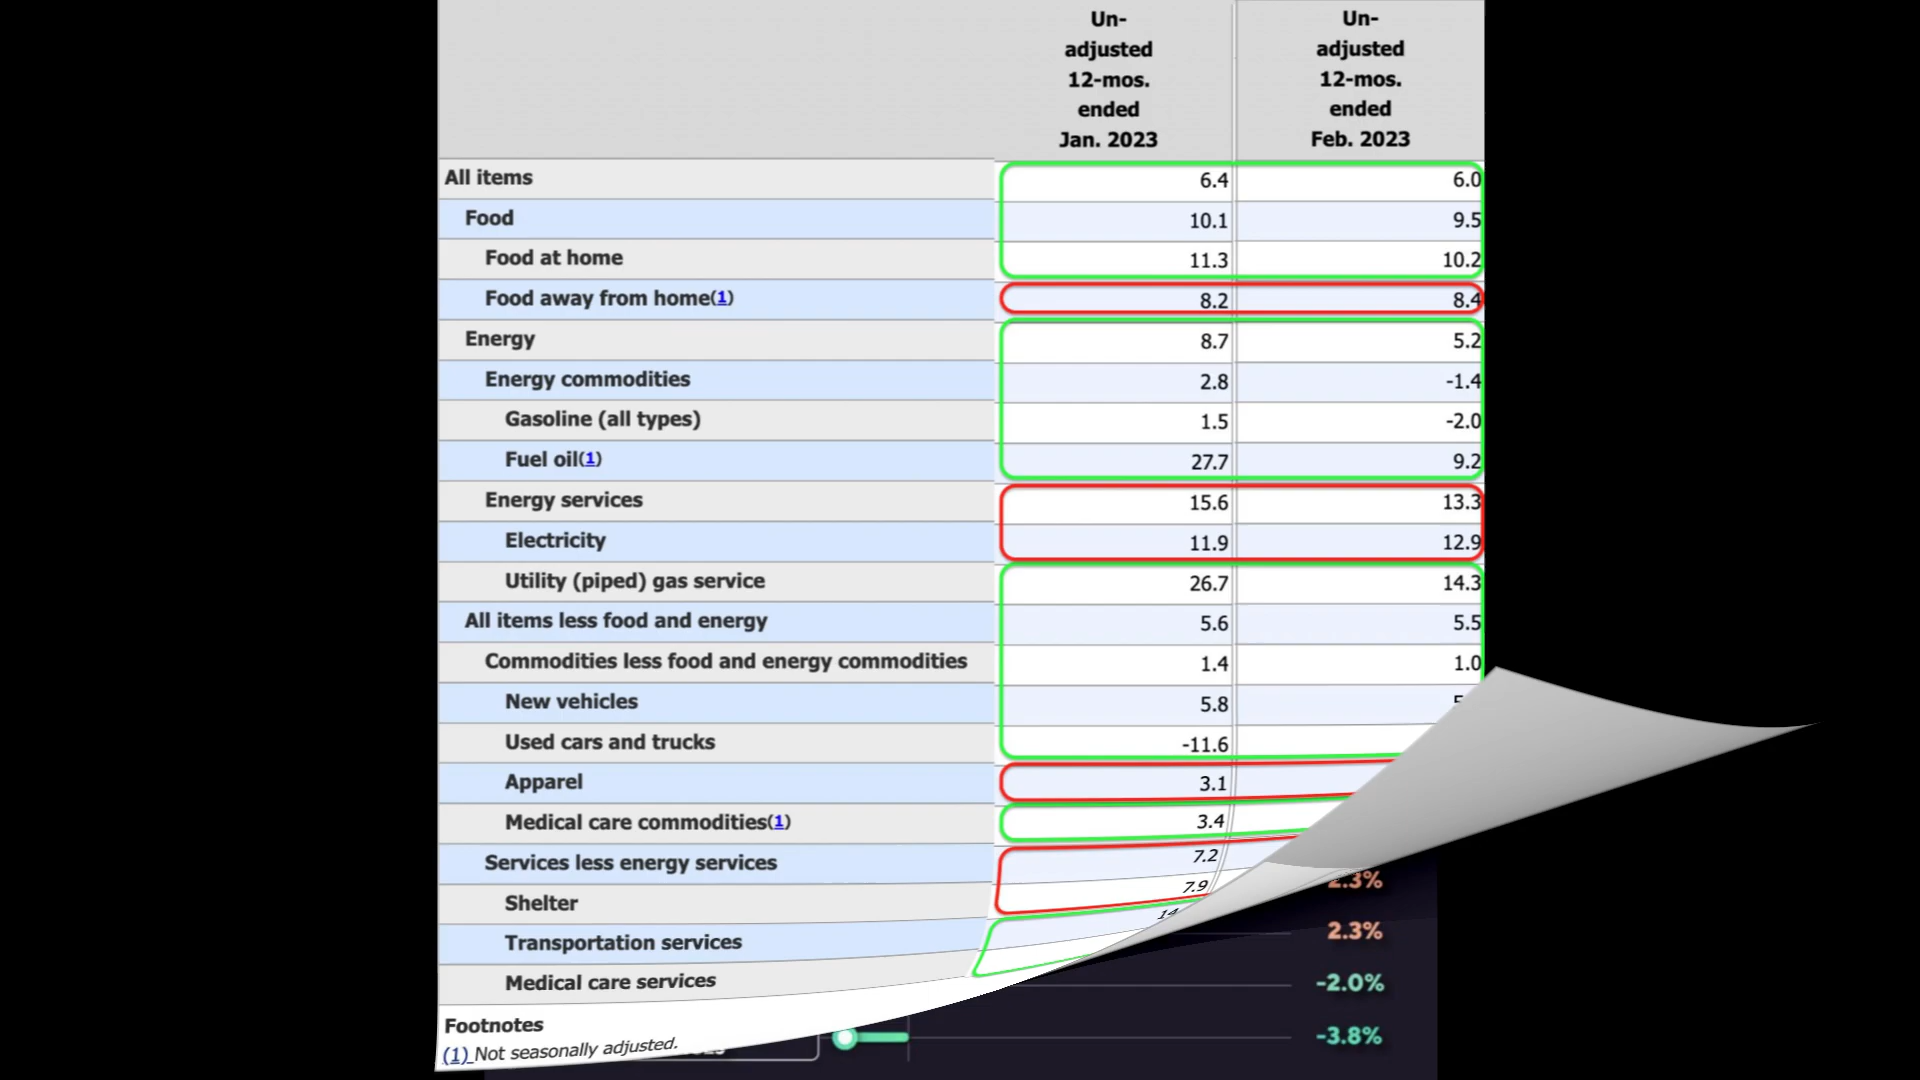 Un-
adjusted
12-mos.
ended
Jan. 2023
Un-
adjusted
12-mos.
ended
Feb. 2023
All items 6.4 6.0
Food 10.1 9.5
Food at home 11.3 10.2
Food away from home(1) 8.2 8.4
Energy 8.7 5.2
Energy commodities 2.8 -1.4
Gasoline (all types) 1.5 -2.0
Fuel oil(1) 27.7 9.2
Energy services 15.6 13.3
Electricity 11.9 12.9
Utility (piped) gas service 26.7 14.3
All items less food and energy 5.6 5.5
Commodities less food and energy commodities 1.4 1.0
New vehicles 5.8
Used cars and trucks -11.6
Apparel 3.1
Medical care commodities(1) 3.4
Services less energy services 7.2
Shelter 7.9
2.3%
Transportation services
2.3%
Medical care services
-2.0%
Footnotes
(1) Not seasonally adjusted.
-3.8%